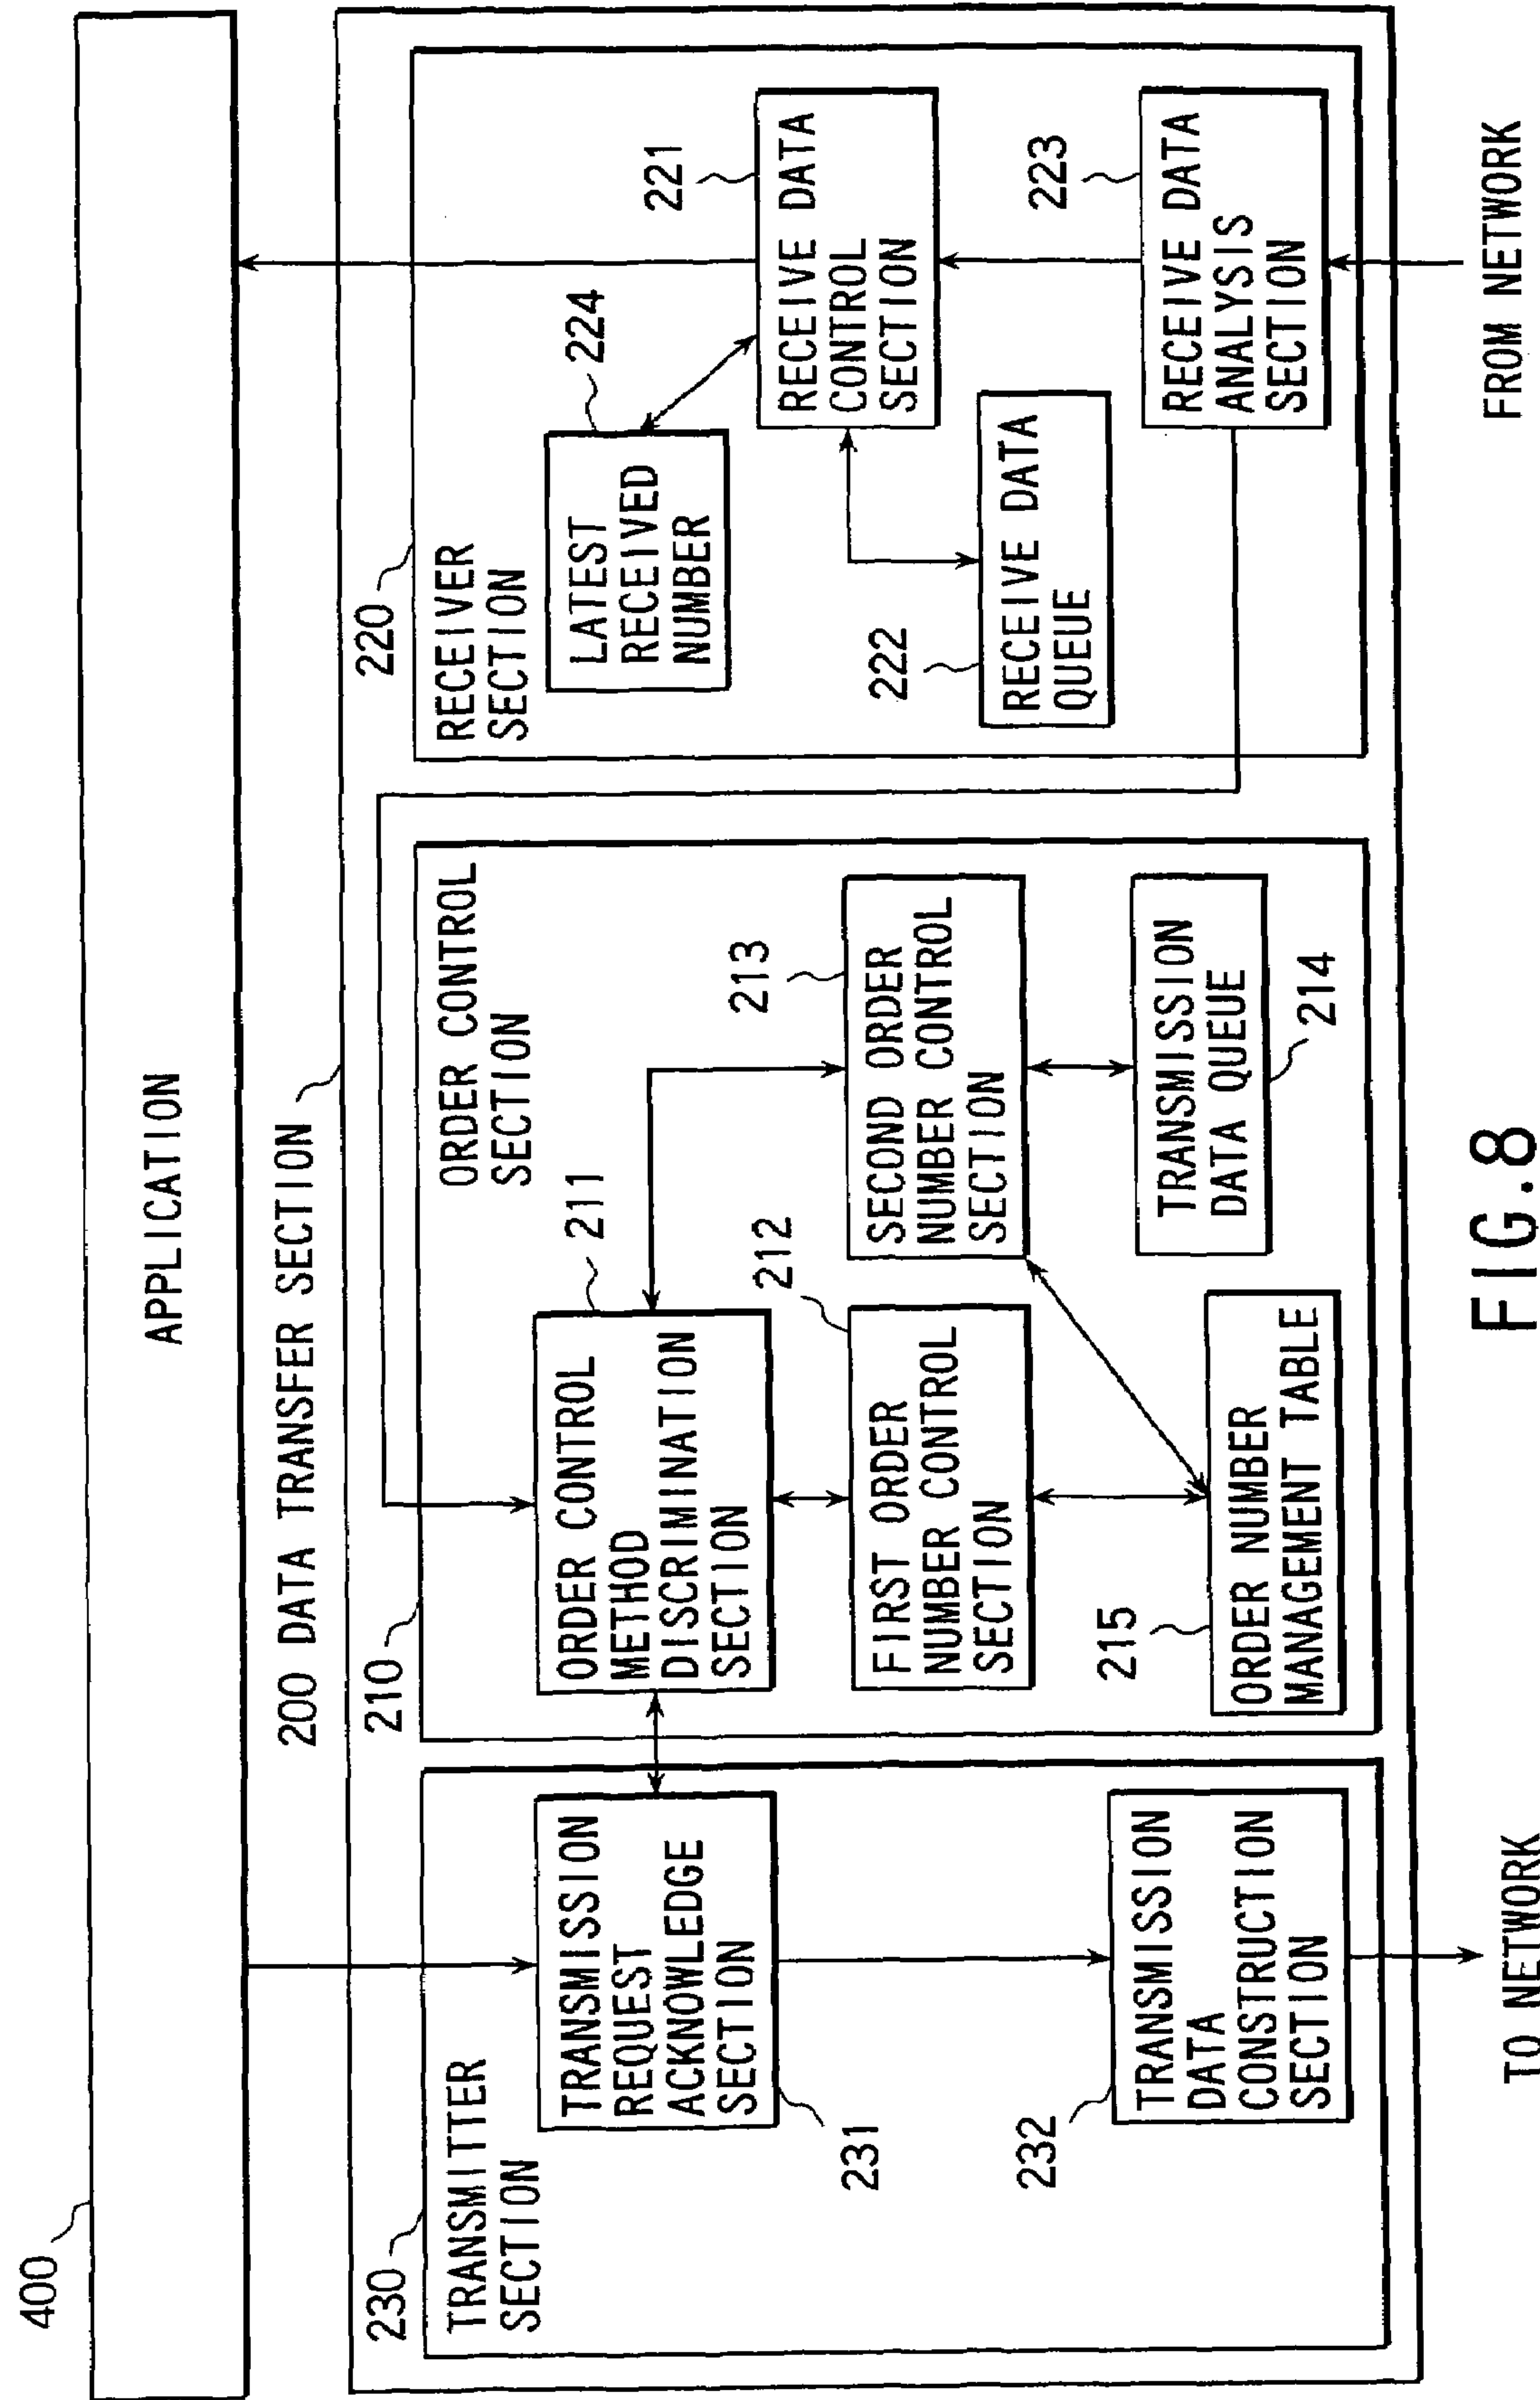 400
APPLICATION
200 DATA TRANSFER SECTION
230
TRANSMITTER
SECTION
TRANSMISSION
REQUEST
ACKNOWLEDGE
SECTION
231
232
TRANSMISSION
DATA
CONSTRUCTION
SECTION
TO NETWORK
210
ORDER CONTROL
SECTION
211
ORDER CONTROL
METHOD
DISCRIMINATION
SECTION
212
FIRST ORDER
NUMBER CONTROL
SECTION
213
SECOND ORDER
NUMBER CONTROL
SECTION
215
ORDER NUMBER
MANAGEMENT TABLE
TRANSMISSION
DATA QUEUE
214
220
RECEIVER
SECTION
224
LATEST
RECEIVED
NUMBER
221
RECEIVE DATA
CONTROL
SECTION
222
RECEIVE DATA
QUEUE
223
RECEIVE DATA
ANALYSIS
SECTION
FROM NETWORK
FIG.8